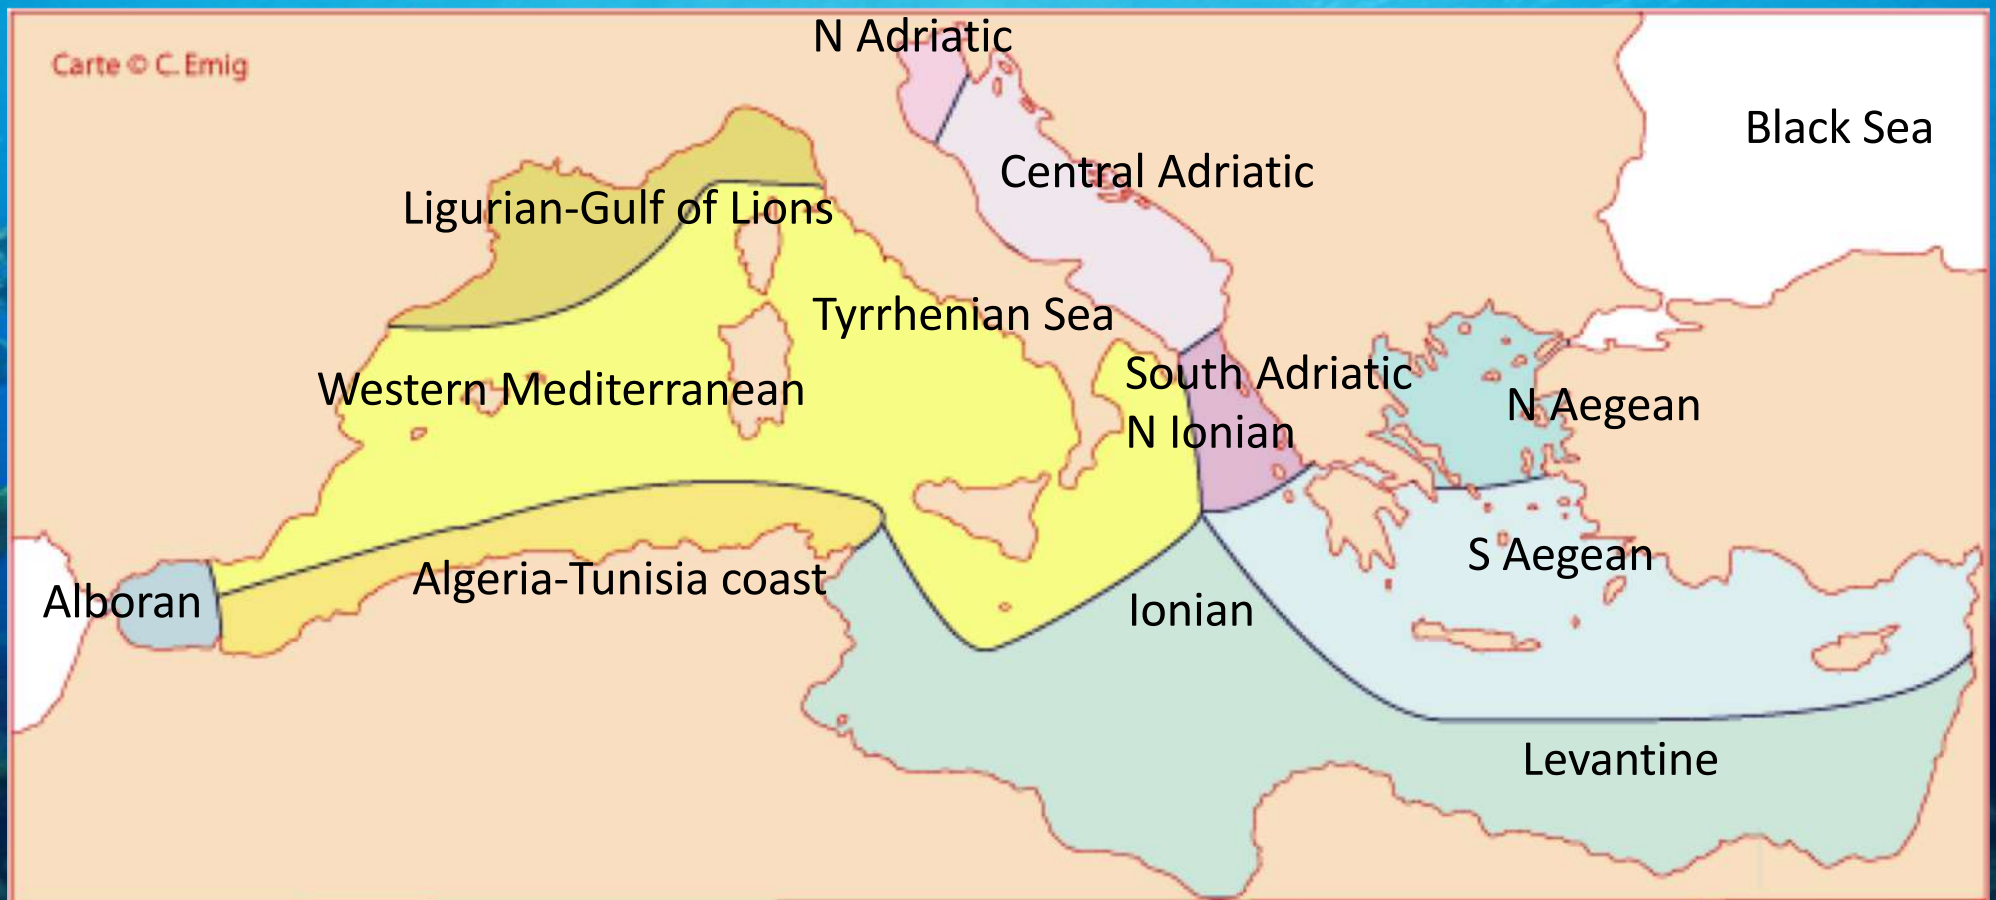 N Adriatic
Carte © C. Emig
Black Sea
Central Adriatic
Ligurian-Gulf of Lions
Tyrrhenian Sea
Western Mediterranean
South Adriatic
N Ionian
N Aegean
S Aegean
Algeria-Tunisia coast
Alboran
Ionian
Levantine